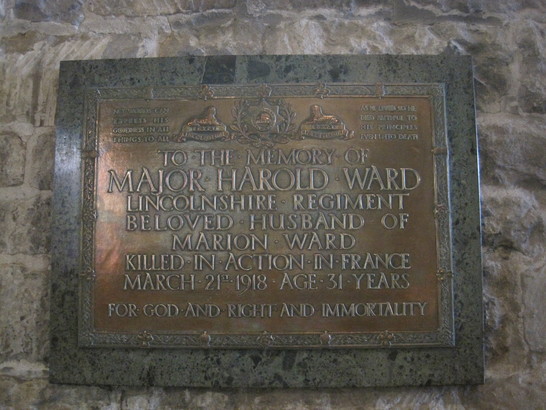 TO · THE · MEMORY · OF
MAJOR · HAROLD · WARD
LINCOLNSHIRE · REGIMENT
BELOVED · HUSBAND · OF
MARION · WARD
KILLED · IN · ACTION · IN · FRANCE
MARCH · 21ST · 1918 · AGE · 31 · YEARS
FOR · GOD · AND · RIGHT · AND · IMMORTALITY